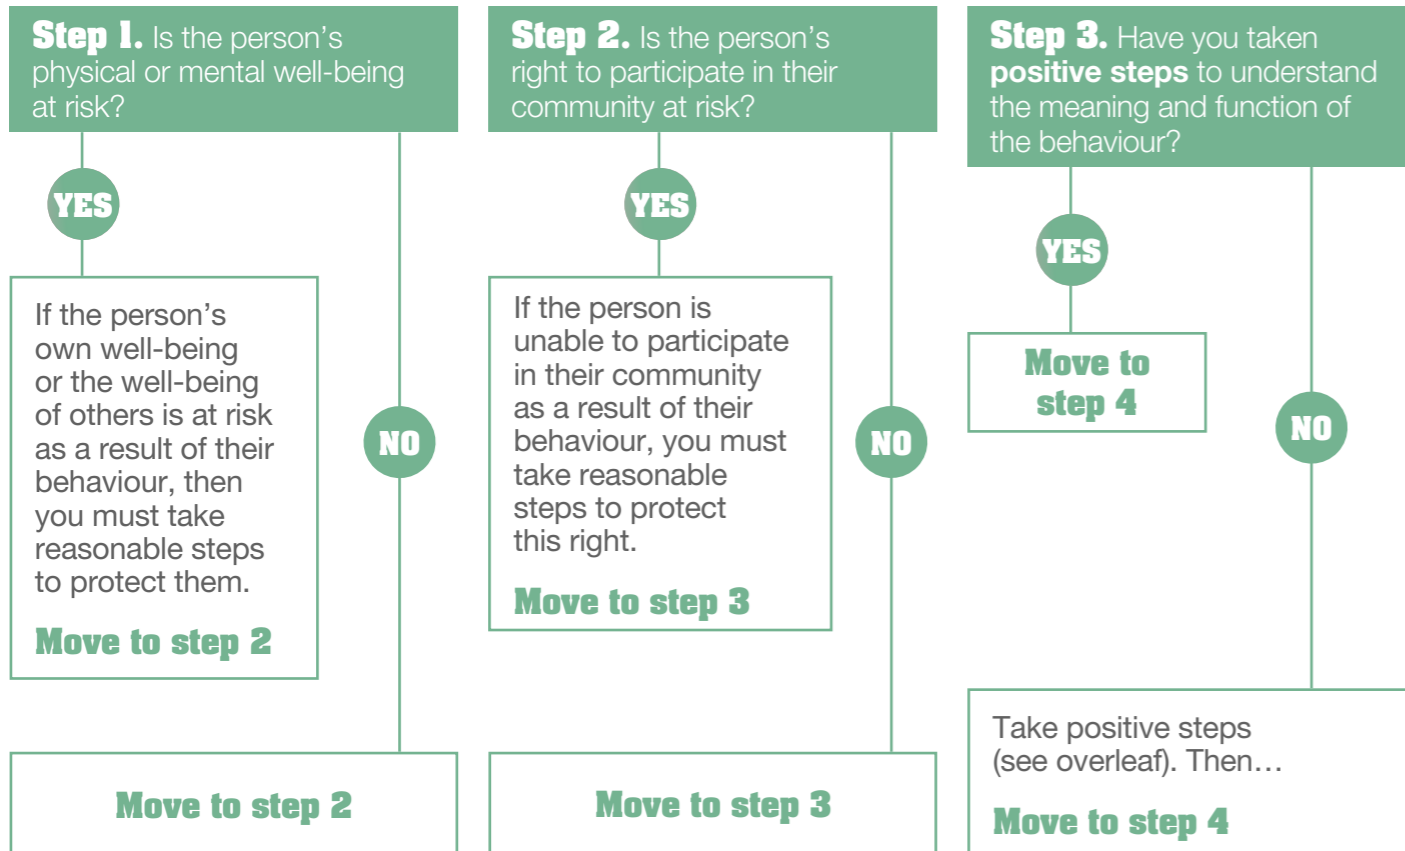 Step 1. Is the person’s
physical or mental well-being
at risk?
YES
If the person’s
own well-being
or the well-being
of others is at risk
as a result of their
behaviour, then
you must take
reasonable steps
to protect them.
Move to step 2
NO
Move to step 2
Step 2. Is the person’s
right to participate in their
community at risk?
YES
If the person is
unable to participate
in their community
as a result of their
behaviour, you must
take reasonable
steps to protect
this right.
Move to step 3
NO
Move to step 3
Step 3. Have you taken
positive steps to understand
the meaning and function of
the behaviour?
YES
Move to
step 4
NO
Take positive steps
(see overleaf). Then…
Move to step 4